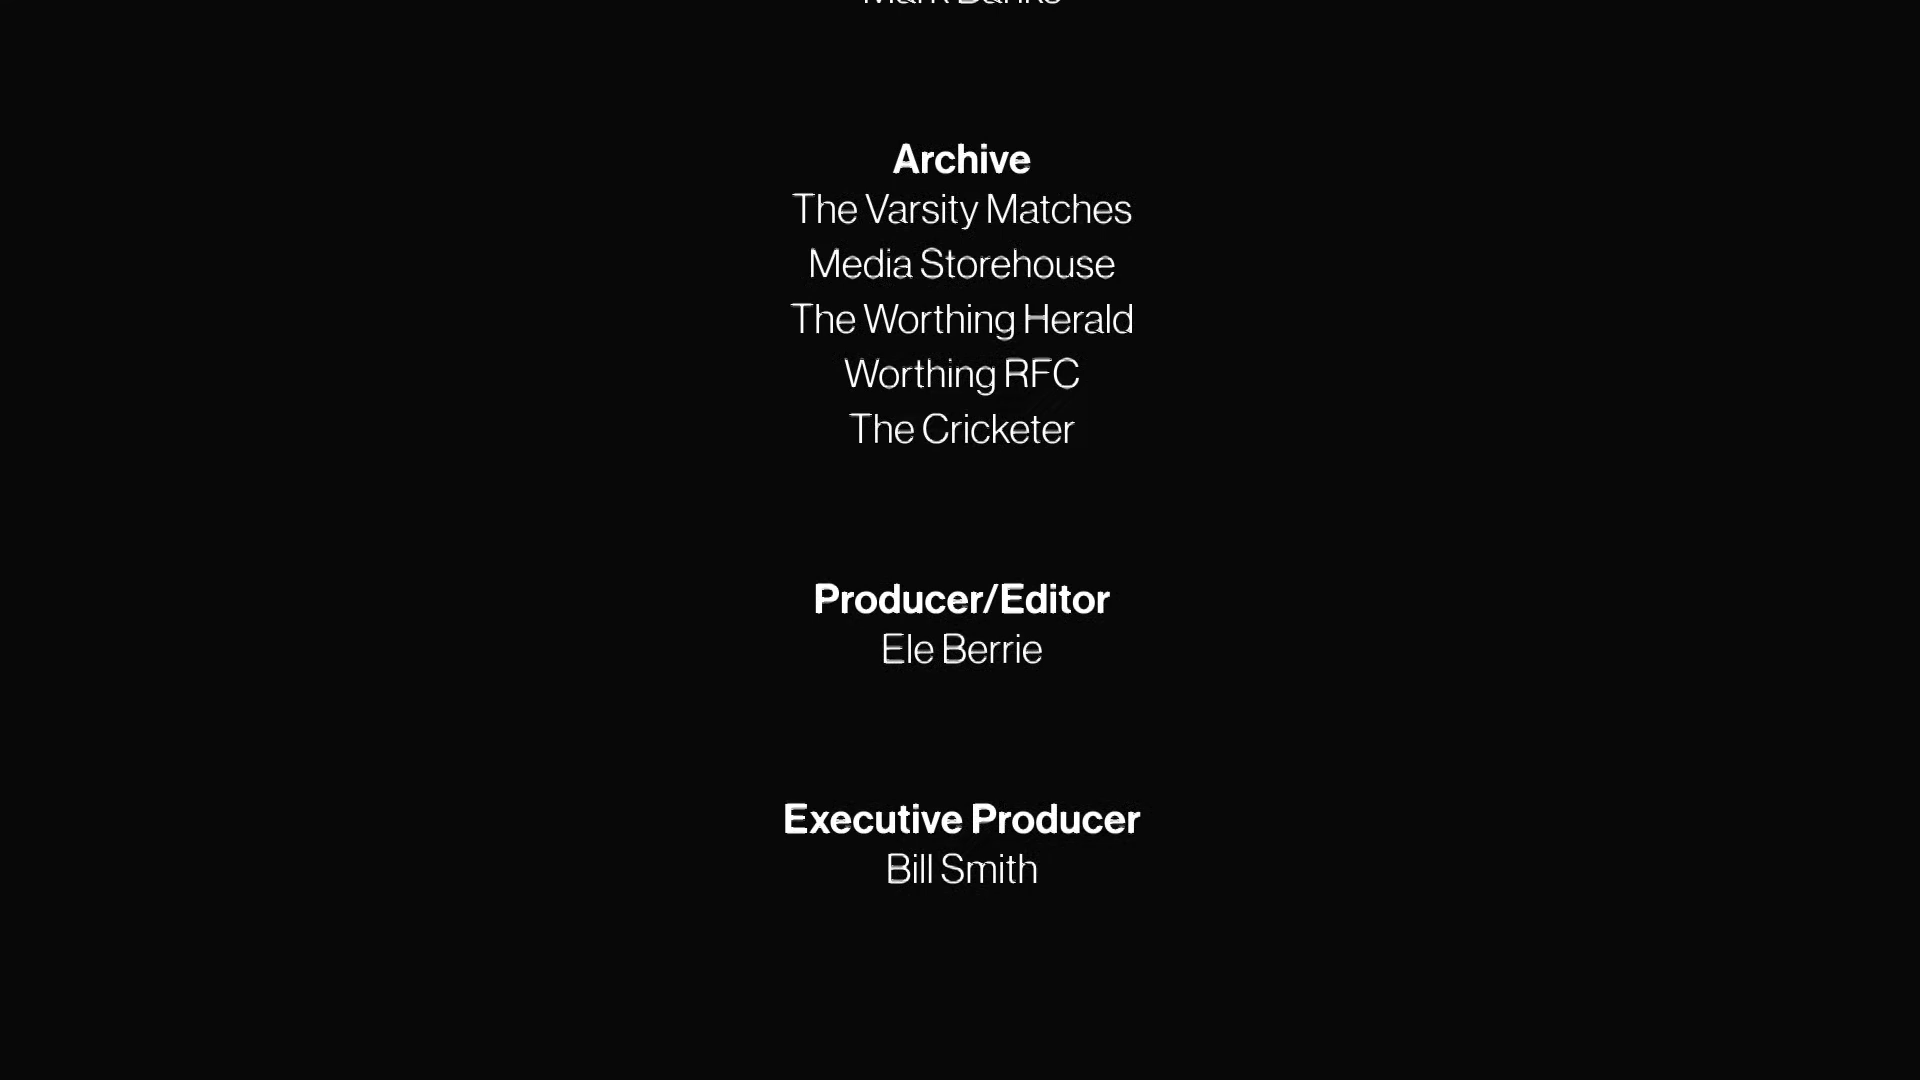 Archive
The Varsity Matches
Media Storehouse
The Worthing Herald
Worthing RFC
The Cricketer
Producer/Editor
Ele Berrie
Executive Producer
Bill Smith